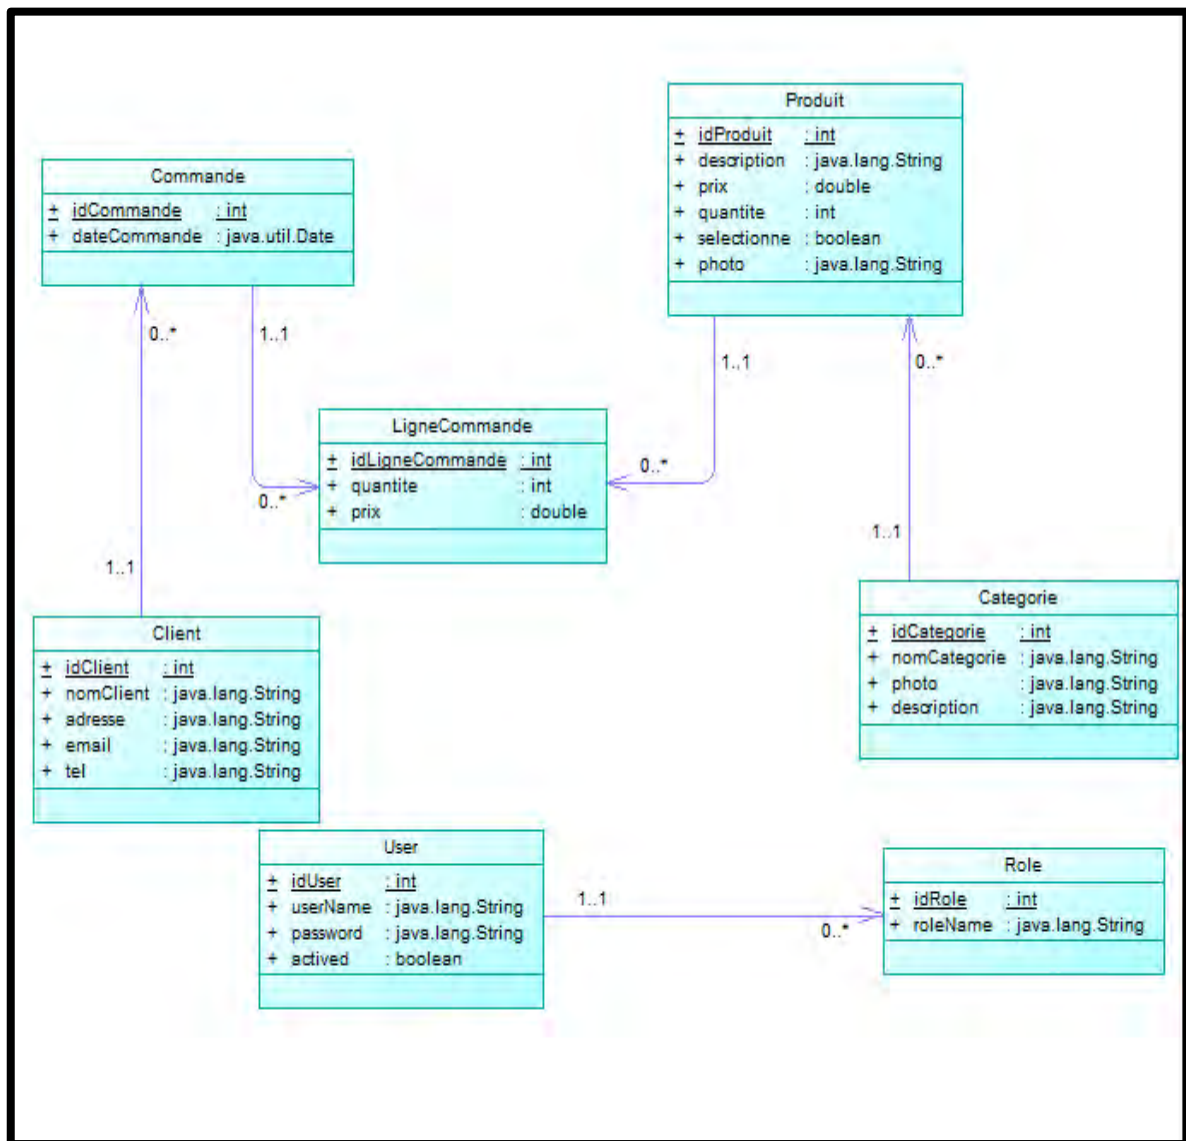 Produit
+ idProduit : int
+ description : java.lang.String
+ prix : double
+ quantite : int
+ selectionne : boolean
+ photo : java.lang.String
Commande
+ idCommande : int
+ dateCommande : java.util.Date
0..*
1..1
1..1
0..*
LigneCommande
+ idLigneCommande : int
+ quantite : int
+ prix : double
0..*
0..*
1..1
1..1
Categorie
+ idCategorie : int
+ nomCategorie : java.lang.String
+ photo : java.lang.String
+ description : java.lang.String
Client
+ idClient : int
+ nomClient : java.lang.String
+ adresse : java.lang.String
+ email : java.lang.String
+ tel : java.lang.String
User
+ idUser : int
+ userName : java.lang.String
+ password : java.lang.String
+ actived : boolean
1..1
0..*
Role
+ idRole : int
+ roleName : java.lang.String